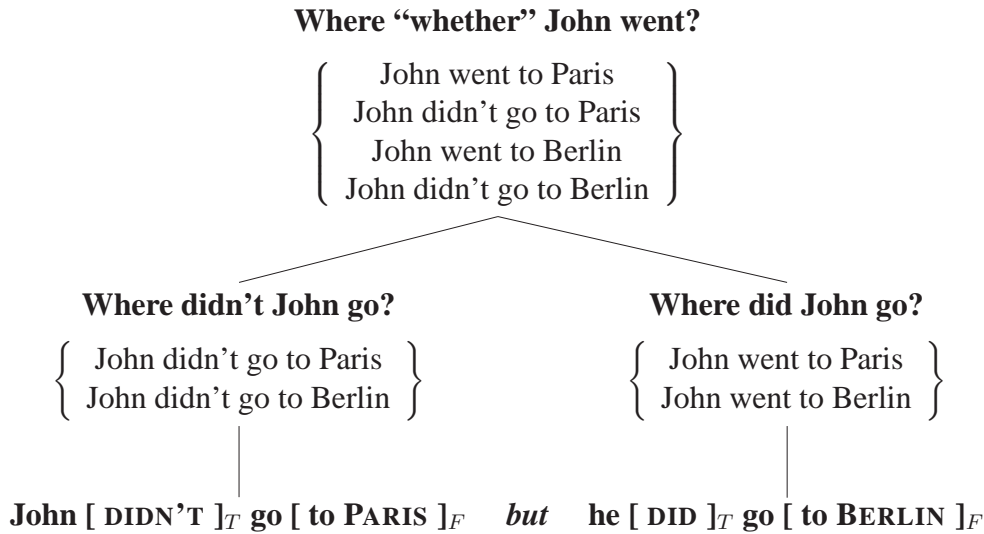 Where “whether” John went?
John went to Paris
John didn’t go to Paris
John went to Berlin
John didn’t go to Berlin
Where didn’t John go?
John didn’t go to Paris
John didn’t go to Berlin
Where did John go?
John went to Paris
John went to Berlin
John [ DIDN’T ]T go [ to PARIS ]F but he [ DID ]T go [ to BERLIN ]F